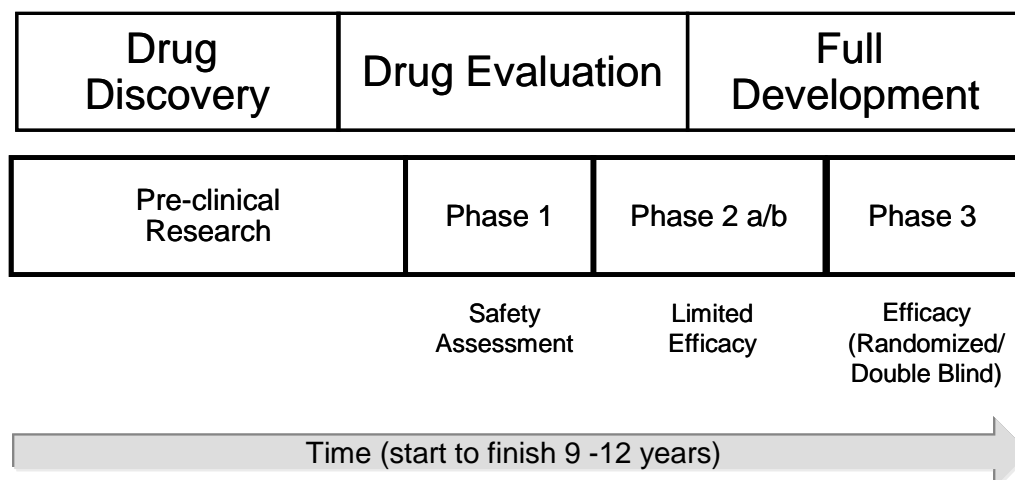 Drug
Discovery
Drug Evaluation
Full
Development
Pre-clinical
Research
Phase 1
Phase 2 a/b
Phase 3
Safety
Assessment
Limited
Efficacy
Efficacy
(Randomized/
Double Blind)
Time (start to finish 9 -12 years)